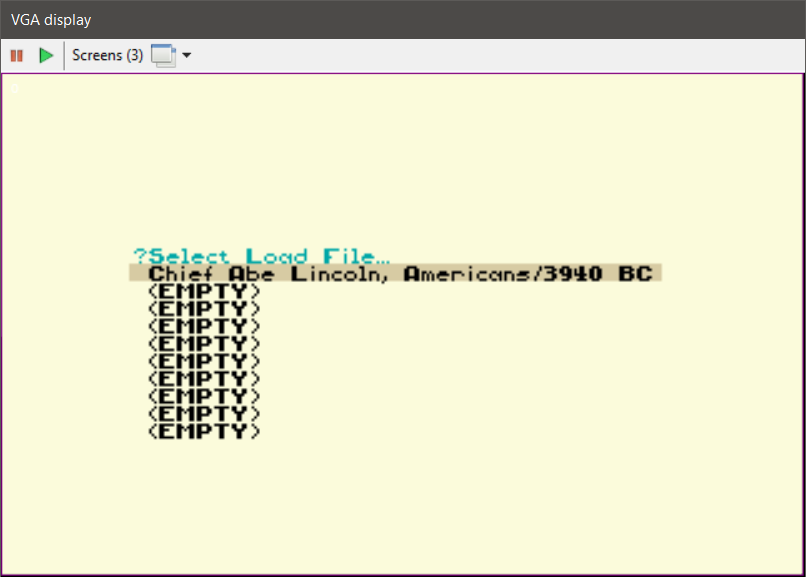 VGA display
Screens (3)
?Select Load File...
Chief Abe Lincoln, Americans/3940 BC
(EMPTY)
(EMPTY)
(EMPTY)
(EMPTY)
(EMPTY)
(EMPTY)
(EMPTY)
(EMPTY)
(EMPTY)